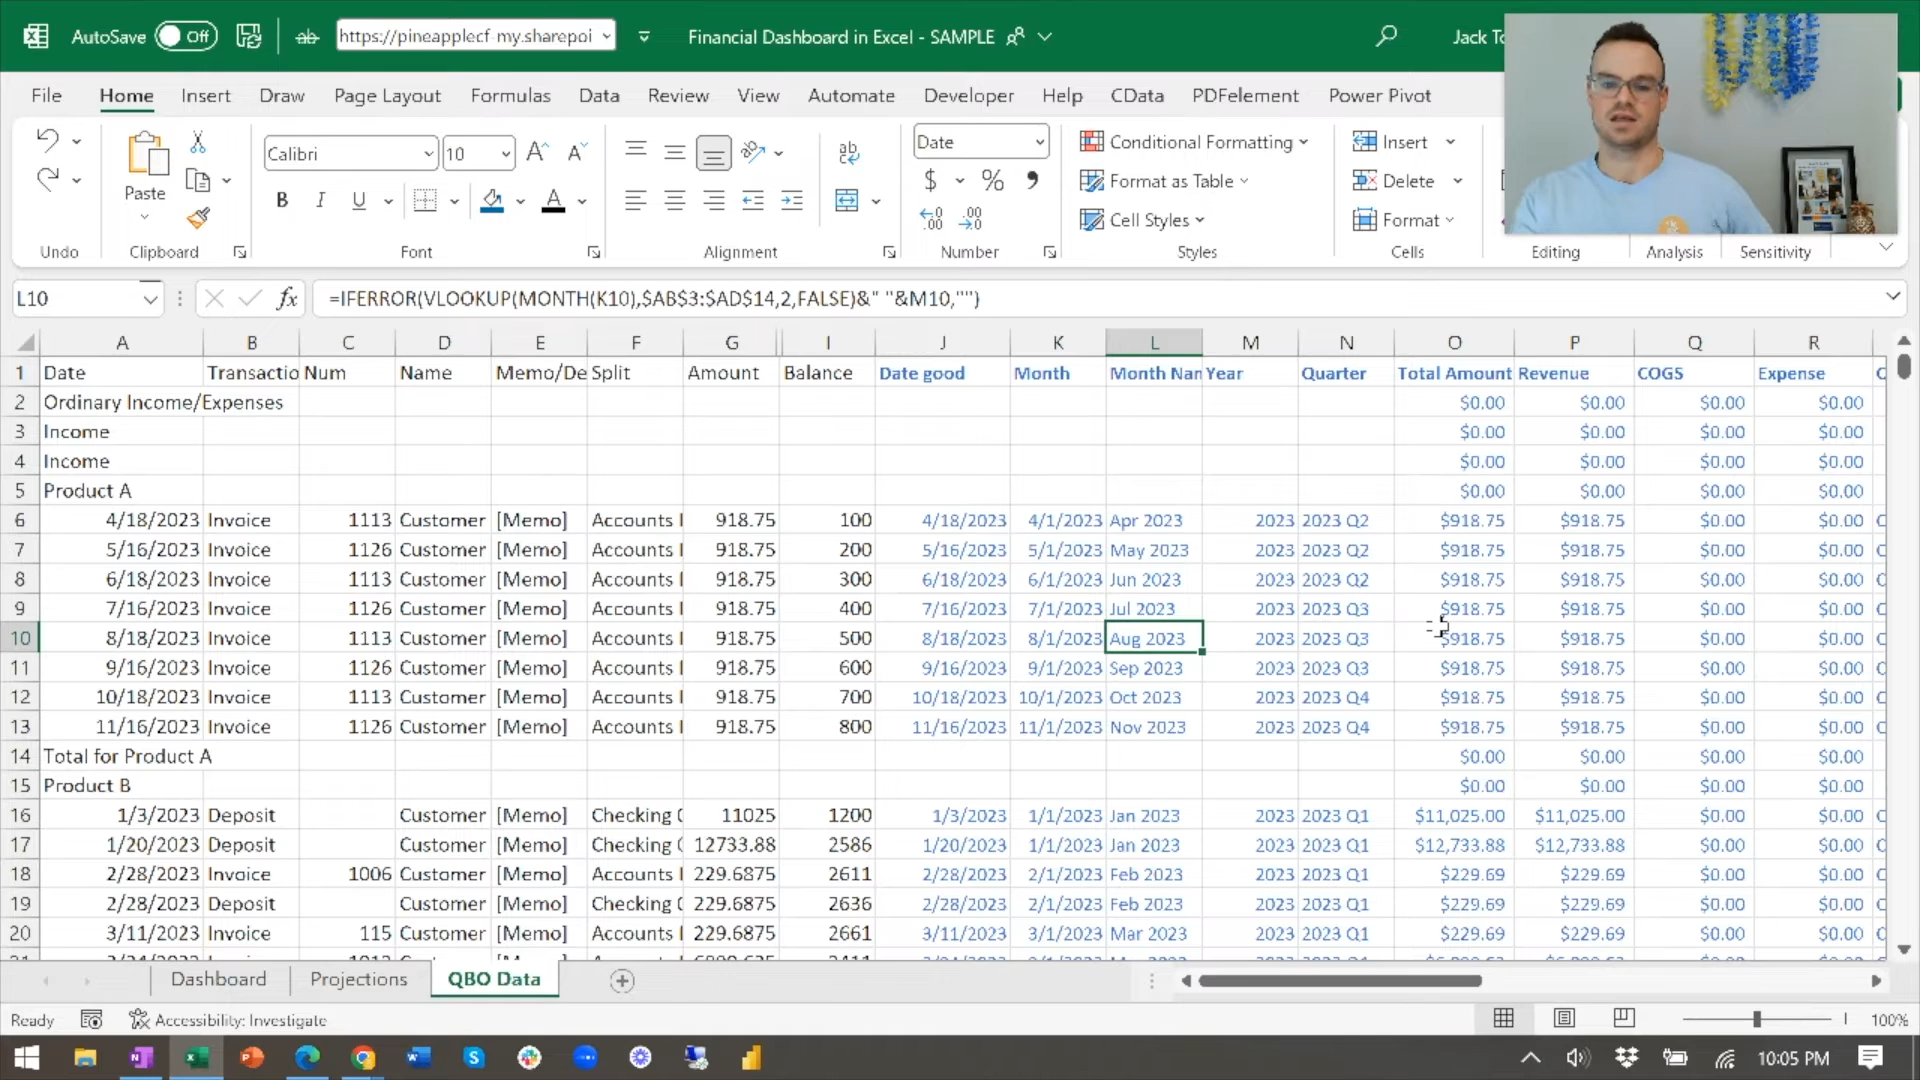 AutoSave Off https://pineapplecf-my.sharepoi Financial Dashboard in Excel - SAMPLE Jack To
File Home Insert Draw Page Layout Formulas Data Review View Automate Developer Help CData PDFelement Power Pivot
Paste Calibri 10 Date Conditional Formatting Insert
B I U $ % Format as Table Delete
Cell Styles Format
Undo Clipboard Font Alignment Number Styles Cells Editing Analysis Sensitivity
L10 fx =IFERROR(VLOOKUP(MONTH(K10),$AB$3:$AD$14,2,FALSE)&" "&M10,"")
A B C D E F G I J K L M N O P Q R
1 Date Transactio Num Name Memo/De Split Amount Balance Date good Month Month Nan Year Quarter Total Amount Revenue COGS Expense C
2 Ordinary Income/Expenses $0.00 $0.00 $0.00 $0.00
3 Income $0.00 $0.00 $0.00 $0.00
4 Income $0.00 $0.00 $0.00 $0.00
5 Product A $0.00 $0.00 $0.00 $0.00
6 4/18/2023 Invoice 1113 Customer [Memo] Accounts 918.75 100 4/18/2023 4/1/2023 Apr 2023 2023 2023 Q2 $918.75 $918.75 $0.00 $0.00
7 5/16/2023 Invoice 1126 Customer [Memo] Accounts 918.75 200 5/16/2023 5/1/2023 May 2023 2023 2023 Q2 $918.75 $918.75 $0.00 $0.00
8 6/18/2023 Invoice 1113 Customer [Memo] Accounts 918.75 300 6/18/2023 6/1/2023 Jun 2023 2023 2023 Q2 $918.75 $918.75 $0.00 $0.00
9 7/16/2023 Invoice 1126 Customer [Memo] Accounts 918.75 400 7/16/2023 7/1/2023 Jul 2023 2023 2023 Q3 $918.75 $918.75 $0.00 $0.00
10 8/18/2023 Invoice 1113 Customer [Memo] Accounts 918.75 500 8/18/2023 8/1/2023 Aug 2023 2023 2023 Q3 $918.75 $918.75 $0.00 $0.00
11 9/16/2023 Invoice 1126 Customer [Memo] Accounts 918.75 600 9/16/2023 9/1/2023 Sep 2023 2023 2023 Q3 $918.75 $918.75 $0.00 $0.00
12 10/18/2023 Invoice 1113 Customer [Memo] Accounts 918.75 700 10/18/2023 10/1/2023 Oct 2023 2023 2023 Q4 $918.75 $918.75 $0.00 $0.00
13 11/16/2023 Invoice 1126 Customer [Memo] Accounts 918.75 800 11/16/2023 11/1/2023 Nov 2023 2023 2023 Q4 $918.75 $918.75 $0.00 $0.00
14 Total for Product A $0.00 $0.00 $0.00 $0.00
15 Product B $0.00 $0.00 $0.00 $0.00
16 1/3/2023 Deposit Customer [Memo] Checking 11025 1200 1/3/2023 1/1/2023 Jan 2023 2023 2023 Q1 $11,025.00 $11,025.00 $0.00 $0.00
17 1/20/2023 Deposit Customer [Memo] Checking 12733.88 2586 1/20/2023 1/1/2023 Jan 2023 2023 2023 Q1 $12,733.88 $12,733.88 $0.00 $0.00
18 2/28/2023 Invoice 1006 Customer [Memo] Accounts 229.6875 2611 2/28/2023 2/1/2023 Feb 2023 2023 2023 Q1 $229.69 $229.69 $0.00 $0.00
19 2/28/2023 Deposit Customer [Memo] Checking 229.6875 2636 2/28/2023 2/1/2023 Feb 2023 2023 2023 Q1 $229.69 $229.69 $0.00 $0.00
20 3/11/2023 Invoice 115 Customer [Memo] Accounts 229.6875 2661 3/11/2023 3/1/2023 Mar 2023 2023 2023 Q1 $229.69 $229.69 $0.00 $0.00
Dashboard Projections QBO Data
Ready Accessibility: Investigate 100%
10:05 PM